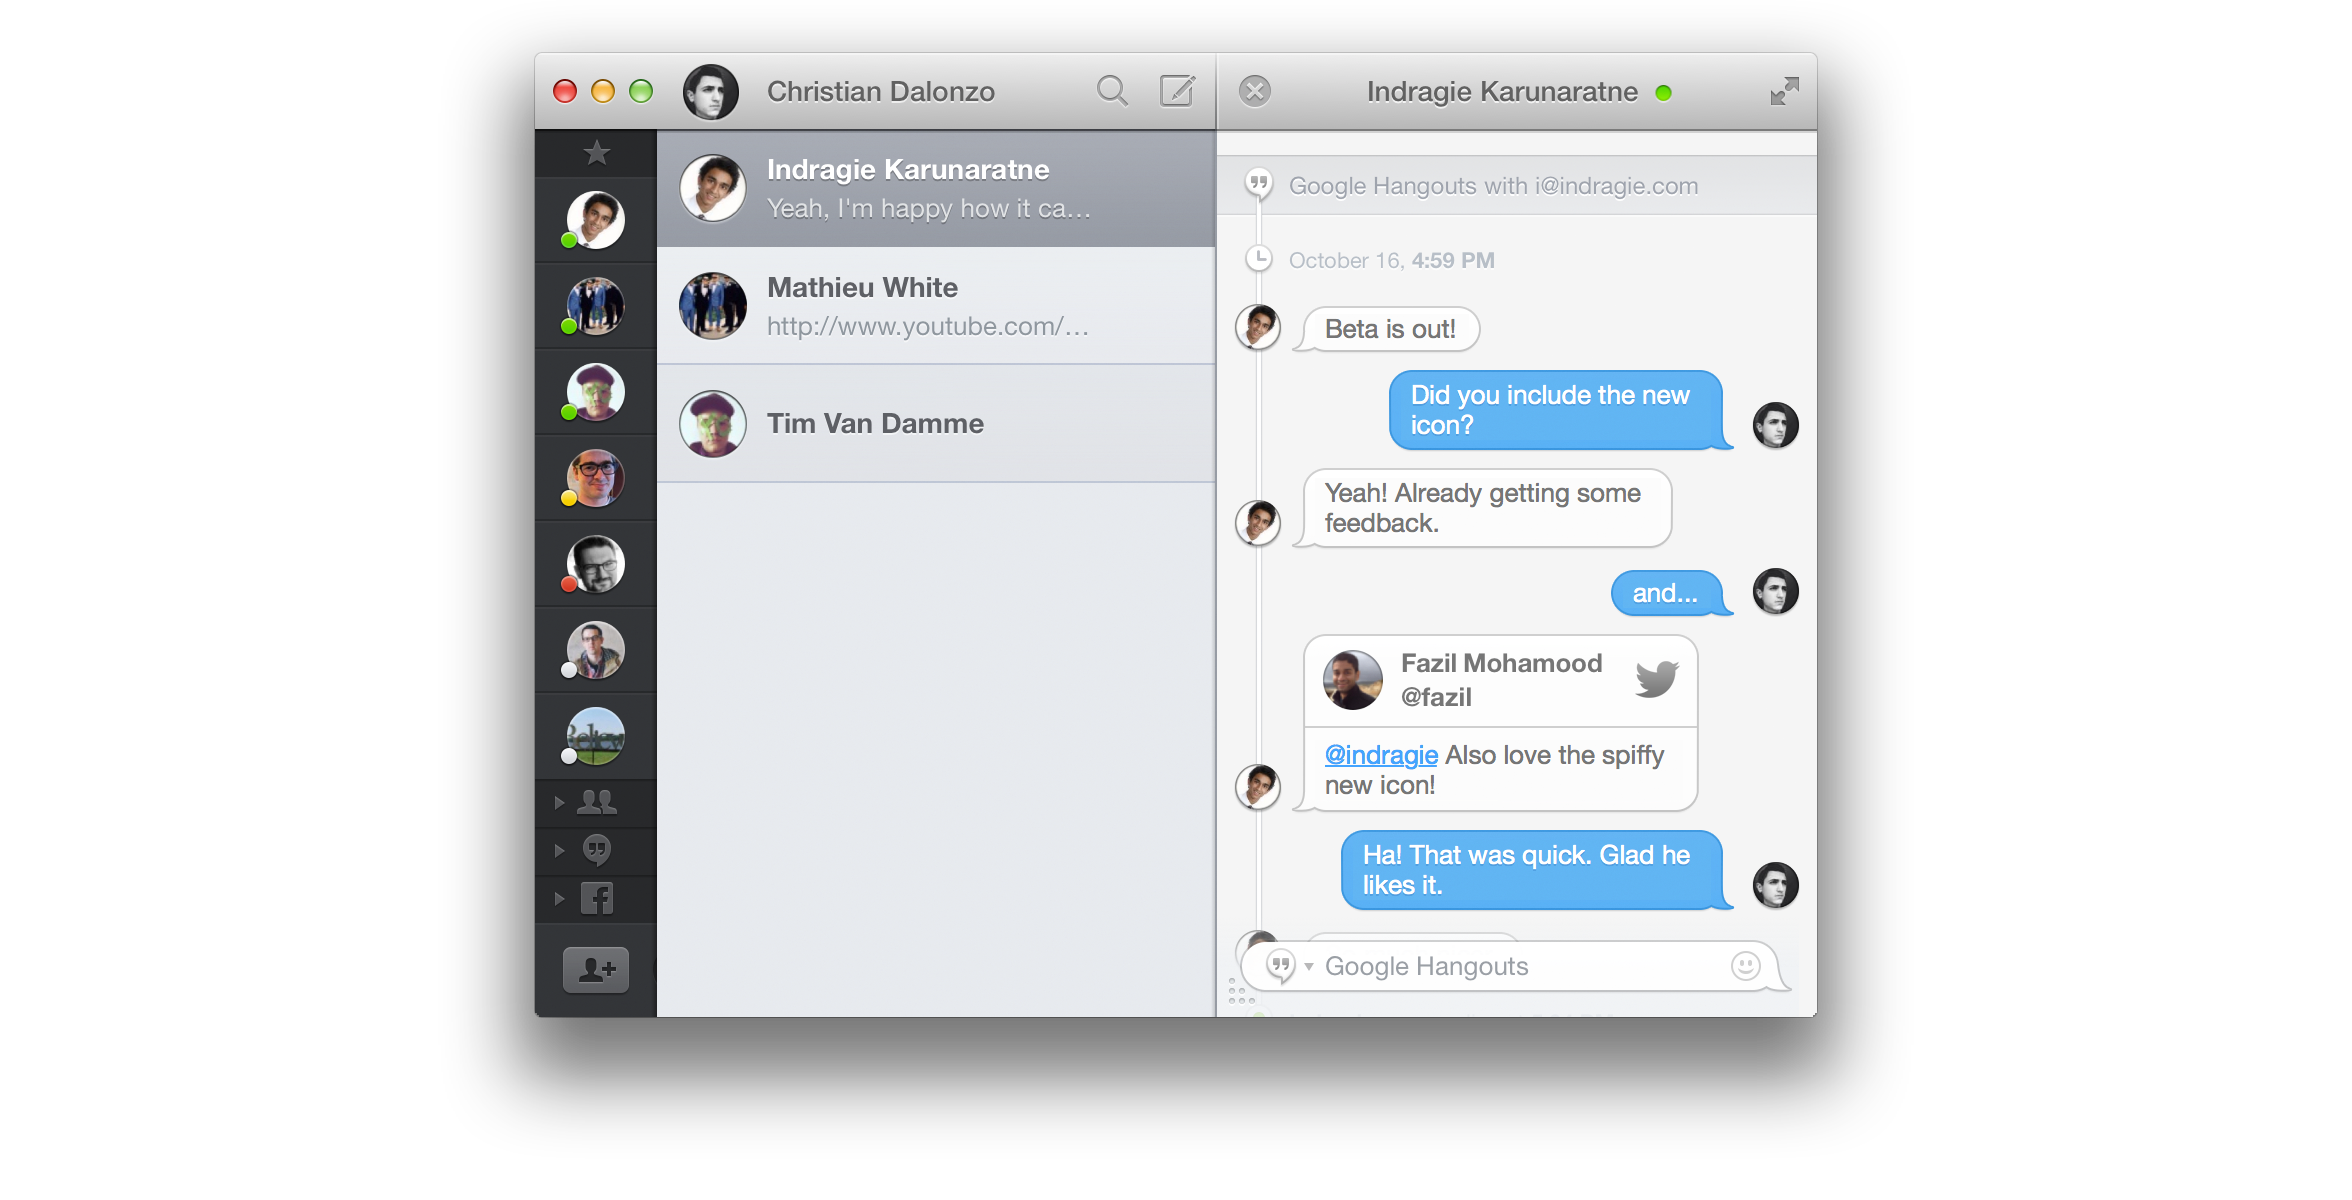 Christian Dalonzo
Indragie Karunaratne
Yeah, I'm happy how it ca...
Mathieu White
http://www.youtube.com/...
Tim Van Damme
Indragie Karunaratne
Google Hangouts with i@indragie.com
October 16, 4:59 PM
Beta is out!
Did you include the new
icon?
Yeah! Already getting some
feedback.
and...
Fazil Mohamood
@fazil
@indragie Also love the spiffy
new icon!
Ha! That was quick. Glad he
likes it.
Google Hangouts